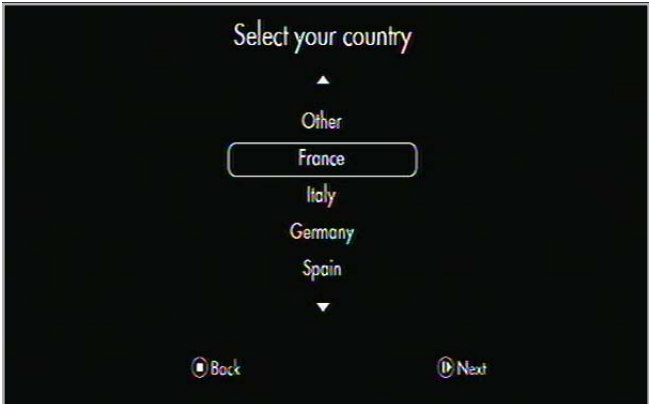 Select your country
Other
France
Italy
Germany
Spain
Back
Next